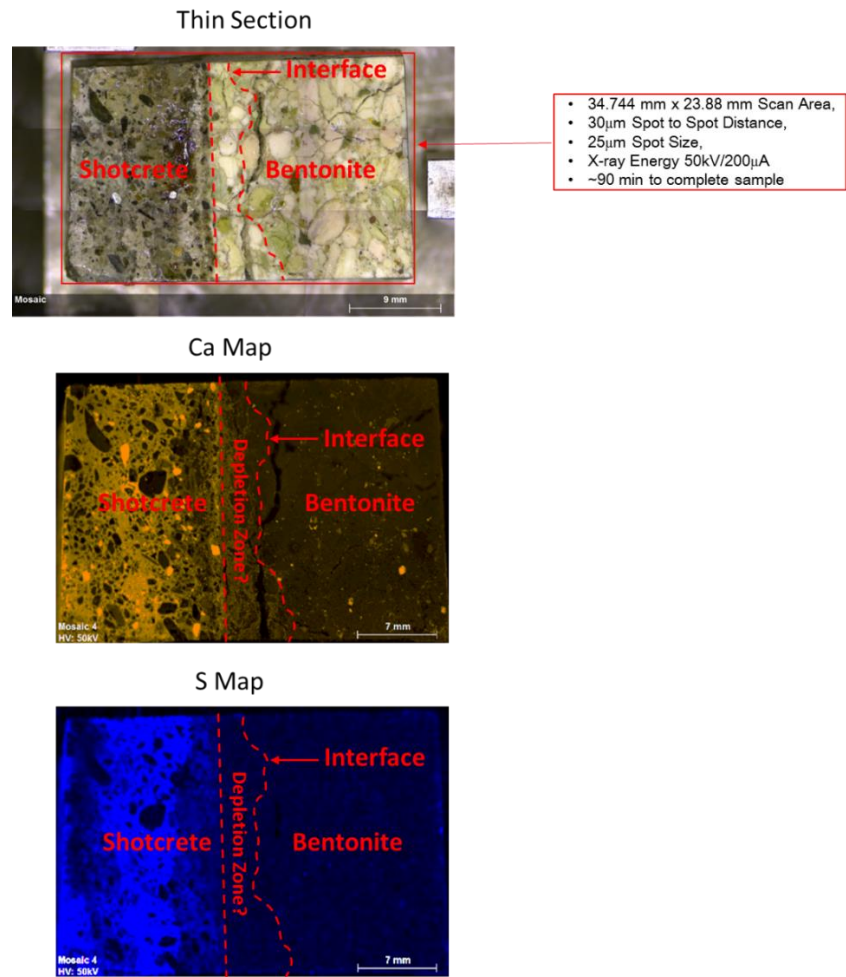 Thin Section
Interface
Shotcrete
Bentonite
Mosaic
9 mm
• 34.744 mm x 23.88 mm Scan Area,
• 30µm Spot to Spot Distance,
• 25µm Spot Size,
• X-ray Energy 50kV/200µA
• ~90 min to complete sample
Ca Map
Interface
Depletion Zone?
Shotcrete
Bentonite
Mosaic 4
HV: 50kV
7 mm
S Map
Interface
Depletion Zone?
Shotcrete
Bentonite
Mosaic 4
HV: 50kV
7 mm